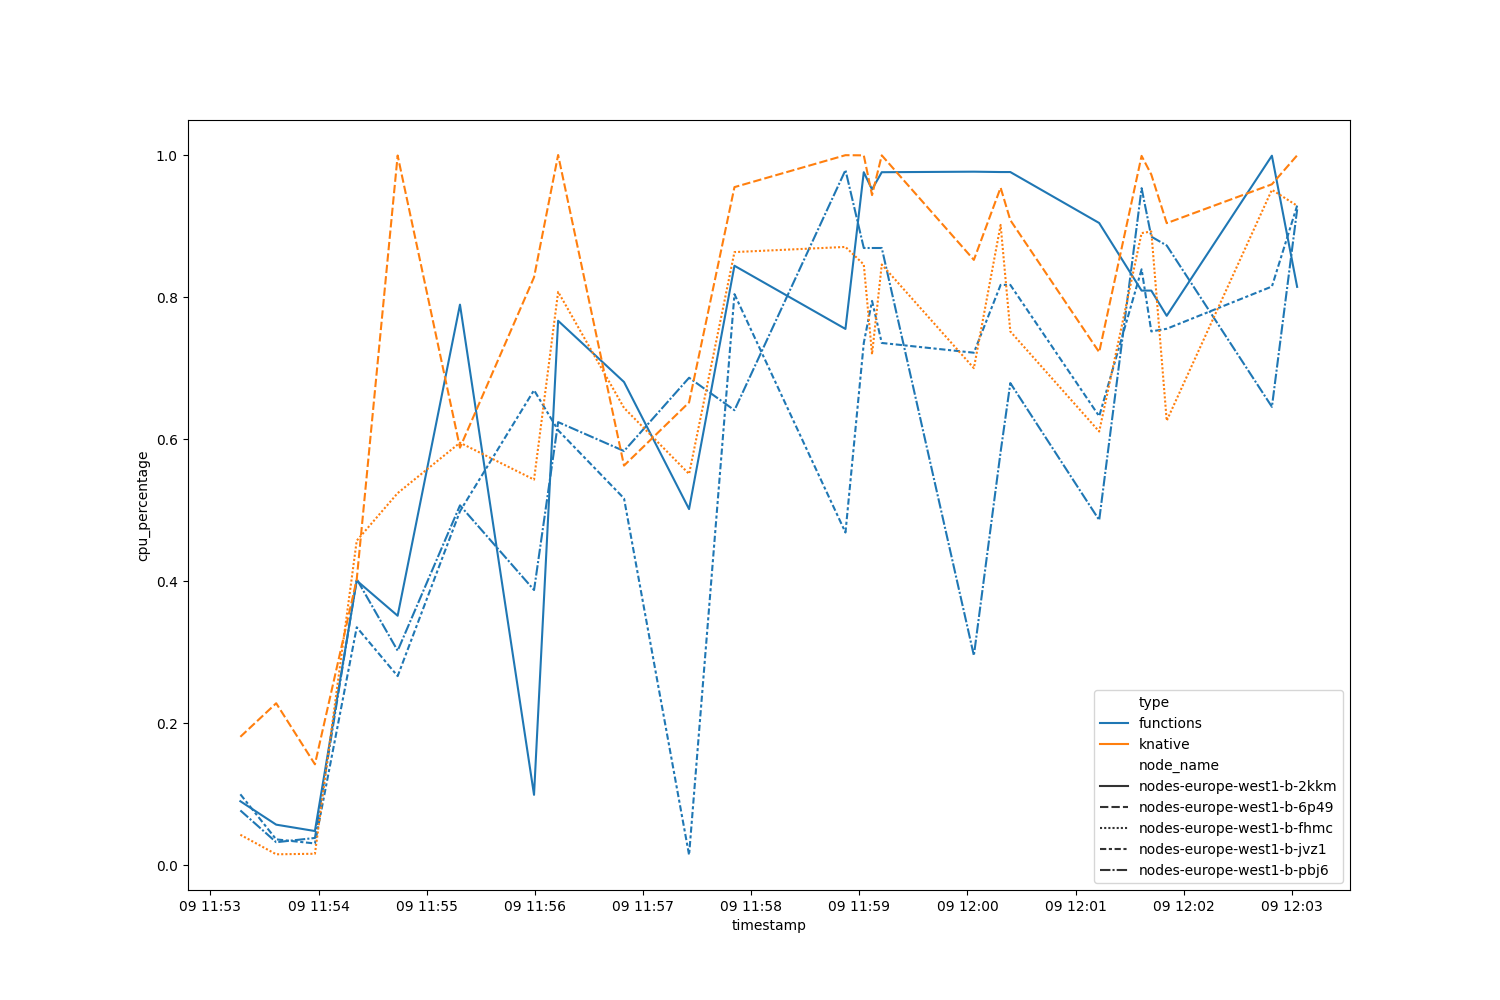 1.0
0.8
0.6
0.4
0.2
0.0
cpu_percentage
type
functions
knative
node_name
nodes-europe-west1-b-2kkm
nodes-europe-west1-b-6p49
nodes-europe-west1-b-fhmc
nodes-europe-west1-b-jvz1
nodes-europe-west1-b-pbj6
09 11:53 09 11:54 09 11:55 09 11:56 09 11:57 09 11:58 09 11:59 09 12:00 09 12:01 09 12:02 09 12:03
timestamp